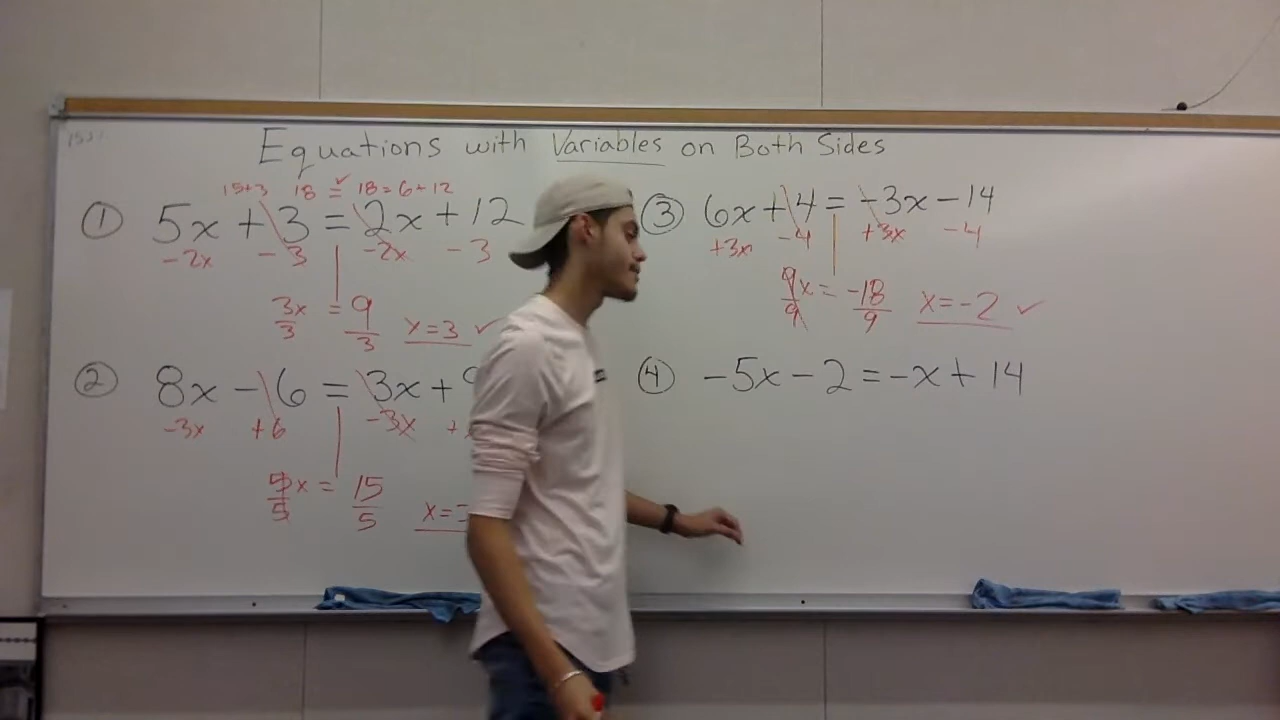 Equations with Variables on Both Sides
15+3 18 = 18=6+12
① 5x + 3 = 2x + 12
-2x -3 -2x -3
3x = 9
3 3
x=3 ✓
② 8x - 6 = 3x +
-3x +6 -3x +
5x = 15
5 5
x=
③ 6x + 4 = -3x - 14
+3x -4 +3x -4
9x = -18
9 9
x=-2 ✓
④ -5x - 2 = -x + 14